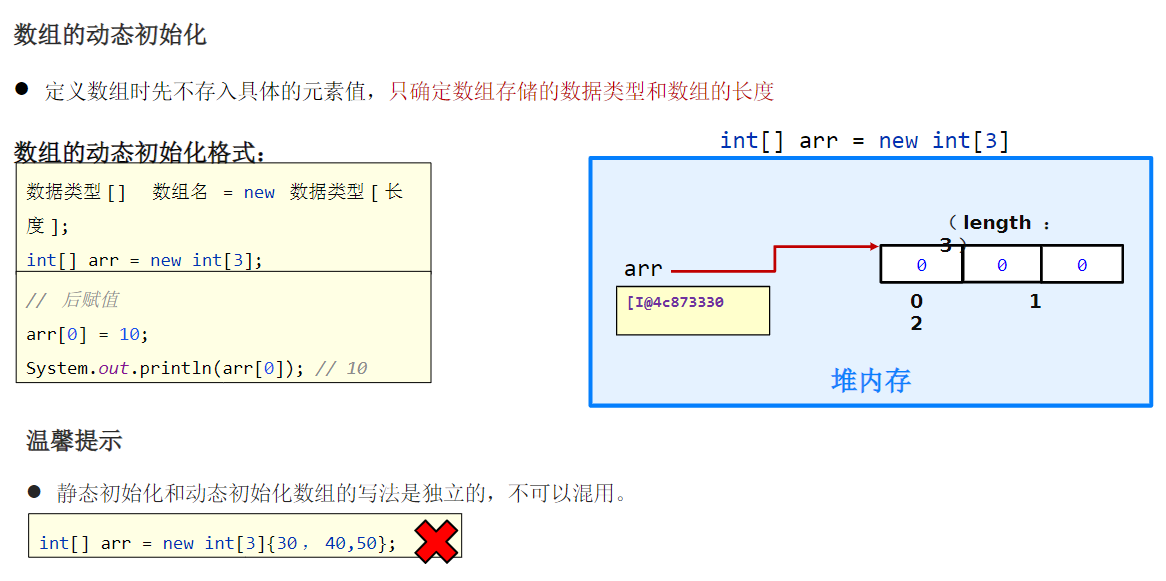 数组的动态初始化
● 定义数组时先不存入具体的元素值，只确定数组存储的数据类型和数组的长度
数组的动态初始化格式：
数据类型[] 数组名 = new 数据类型[长
度];
int[] arr = new int[3];
// 后赋值
arr[0] = 10;
System.out.println(arr[0]); // 10
int[] arr = new int[3]
（length：
3）
arr
0 0 0
[I@4c873330
0 1
2
堆内存
温馨提示
● 静态初始化和动态初始化数组的写法是独立的，不可以混用。
int[] arr = new int[3]{30，40,50};